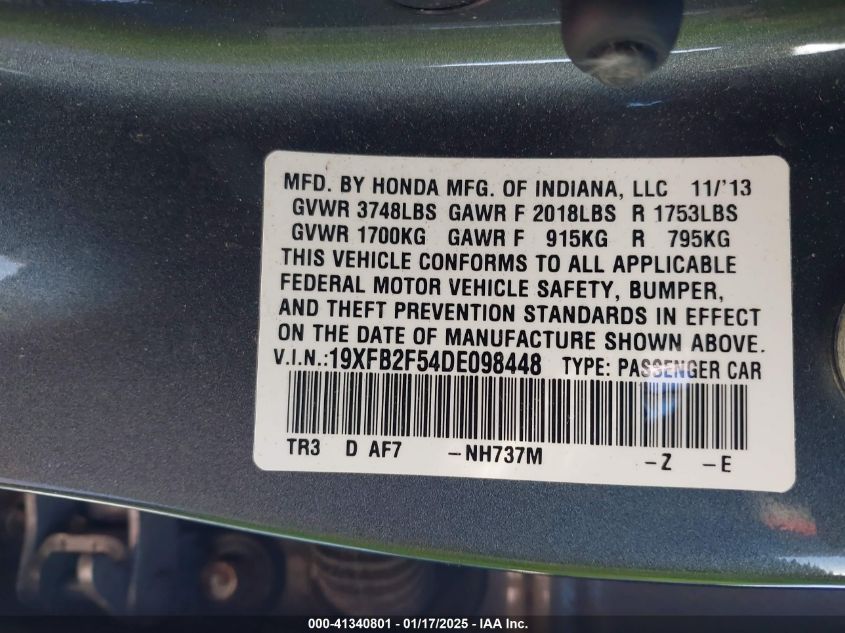 MFD. BY HONDA MFG. OF INDIANA, LLC 11/'13
GVWR 3748LBS GAWR F 2018LBS R 1753LBS
GVWR 1700KG GAWR F 915KG R 795KG
THIS VEHICLE CONFORMS TO ALL APPLICABLE
FEDERAL MOTOR VEHICLE SAFETY, BUMPER,
AND THEFT PREVENTION STANDARDS IN EFFECT
ON THE DATE OF MANUFACTURE SHOWN ABOVE.
V.I.N.:19XFB2F54DE098448 TYPE: PASSENGER CAR
TR3 D AF7 -NH737M -Z -E
000-41340801 - 01/17/2025 - IAA Inc.